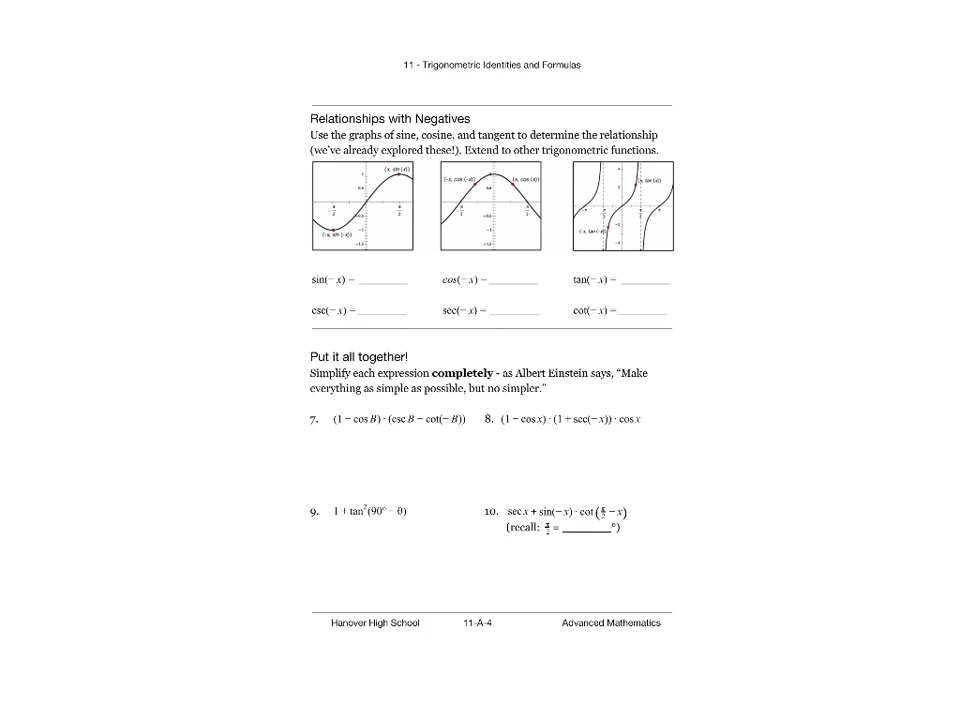 11 - Trigonometric Identities and Formulas
Relationships with Negatives
Use the graphs of sine, cosine, and tangent to determine the relationship
(we've already explored these!). Extend to other trigonometric functions.
(x, sin (x))
(-x, sin (-x))
(-x, cos (-x))
(x, cos (x))
(x, tan (x))
(-x, tan (-x))
sin(− x) = ________ cos(− x) = ________ tan(− x) = ________
csc(− x) = ________ sec(− x) = ________ cot(− x) = ________
Put it all together!
Simplify each expression completely - as Albert Einstein says, “Make
everything as simple as possible, but no simpler.”
7. (1 − cos B) · (csc B − cot(− B)) 8. (1 − cos x) · (1 + sec(− x)) · cos x
9. 1 + tan²(90° − θ) 10. sec x + sin(− x) · cot(π/2 − x)
(recall: π/2 = ________°)
Hanover High School 11-A-4 Advanced Mathematics